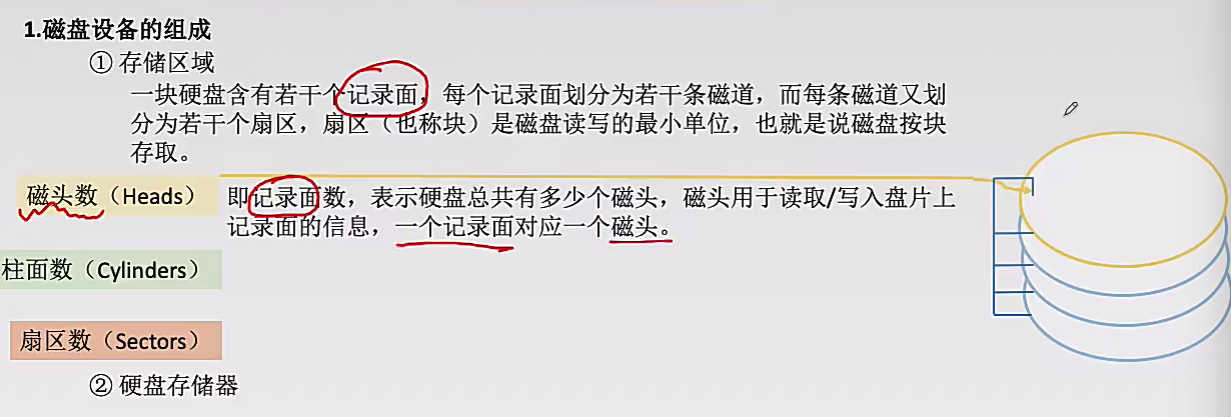 1.磁盘设备的组成
① 存储区域
一块硬盘含有若干个记录面，每个记录面划分为若干条磁道，而每条磁道又划
分为若干个扇区，扇区（也称块）是磁盘读写的最小单位，也就是说磁盘按块
存取。
磁头数（Heads） 即记录面数，表示硬盘总共有多少个磁头，磁头用于读取/写入盘片上
记录面的信息，一个记录面对应一个磁头。
柱面数（Cylinders）
扇区数（Sectors）
② 硬盘存储器